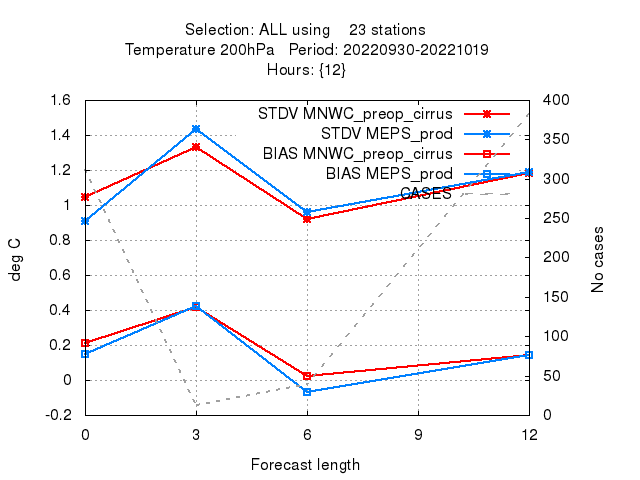 Selection: ALL using    23 stations
Temperature 200hPa   Period: 20220930-20221019
Hours: {12}
STDV MNWC_preop_cirrus
STDV MEPS_prod
BIAS MNWC_preop_cirrus
BIAS MEPS_prod
CASES
1.6
1.4
1.2
1
0.8
0.6
0.4
0.2
0
-0.2
deg C
400
350
300
250
200
150
100
50
0
No cases
0 3 6 9 12
Forecast length